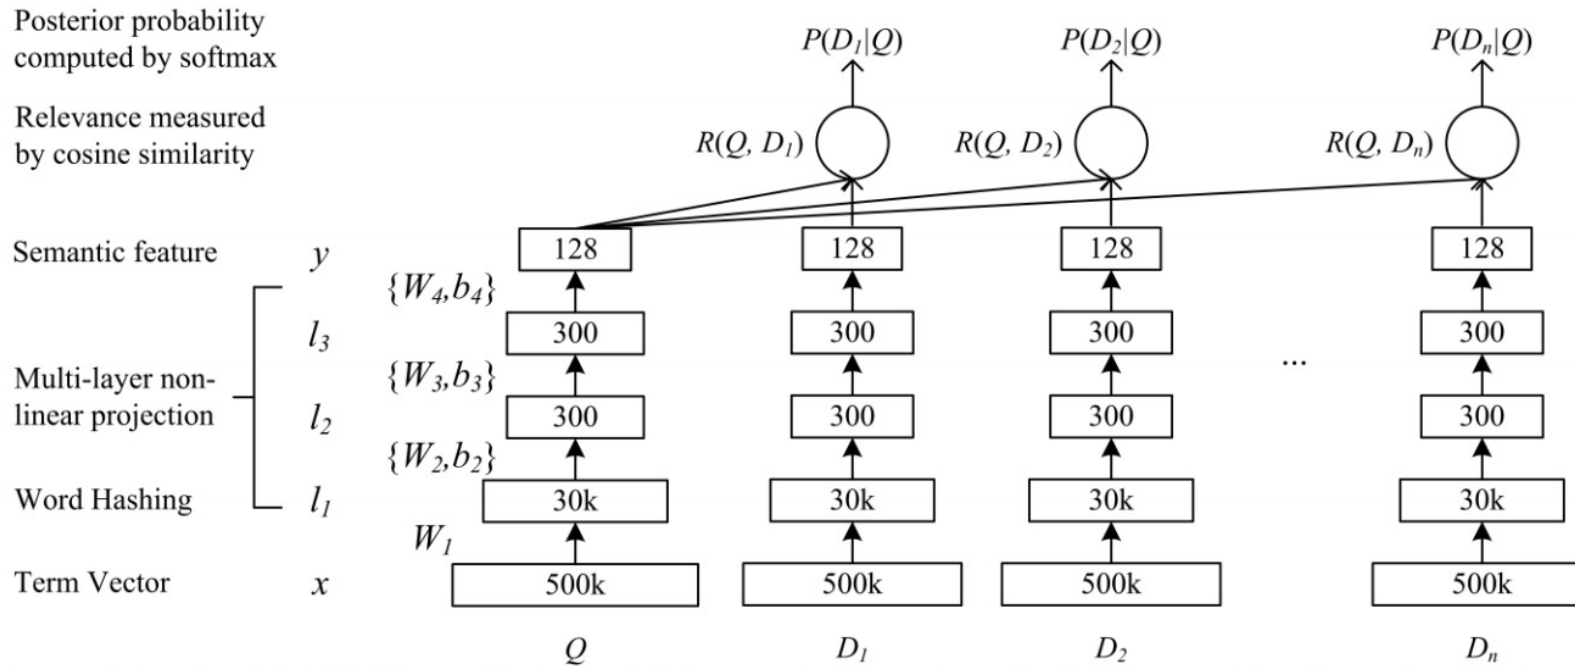 Posterior probability
computed by softmax
P(D1|Q) P(D2|Q) P(Dn|Q)
Relevance measured
by cosine similarity
R(Q, D1) R(Q, D2) R(Q, Dn)
Semantic feature y 128 128 128 128
{W4,b4}
l3 300 300 300 300
...
Multi-layer non-
linear projection
{W3,b3}
l2 300 300 300 300
{W2,b2}
Word Hashing l1 30k 30k 30k 30k
W1
Term Vector x 500k 500k 500k 500k
Q D1 D2 Dn